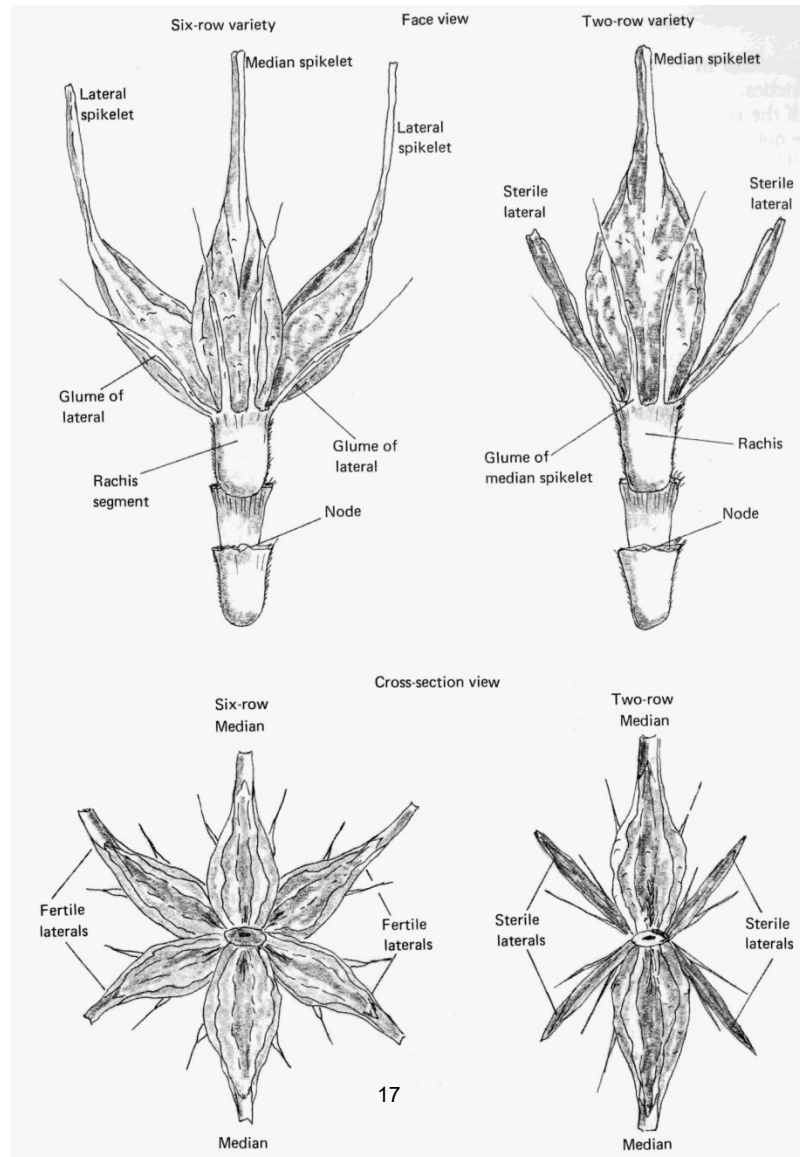 Six-row variety
Face view
Two-row variety
Median spikelet
Lateral
spikelet
Lateral
spikelet
Glume of
lateral
Glume of
lateral
Rachis
segment
Node
Median spikelet
Sterile
lateral
Sterile
lateral
Glume of
median spikelet
Rachis
Node
Cross-section view
Six-row
Median
Fertile
laterals
Fertile
laterals
Median
Two-row
Median
Sterile
laterals
Sterile
laterals
Median
17